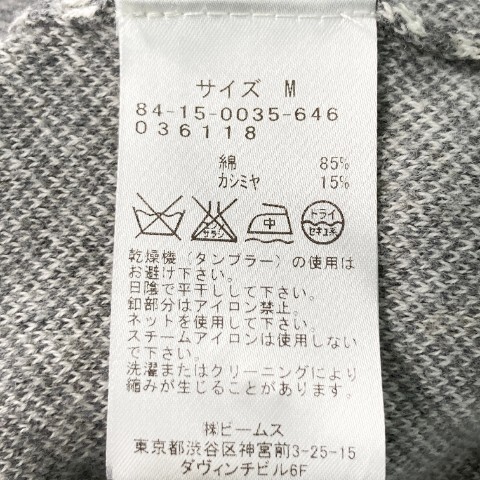 サイズ M
84-15-0035-646
036118
綿 85%
カシミヤ 15%
エンソ サラシ
中
ドライ
セキユ系
乾燥機(タンブラー)の使用は
お避け下さい。
日陰で平干しして下さい。
釦部分はアイロン禁止。
ネットを使用して下さい。
スチームアイロンは使用しない
で下さい。
洗濯またはクリーニングにより
縮みが生じることがあります。
㈱ビームス
東京都渋谷区神宮前3-25-15
ダヴィンチビル6F